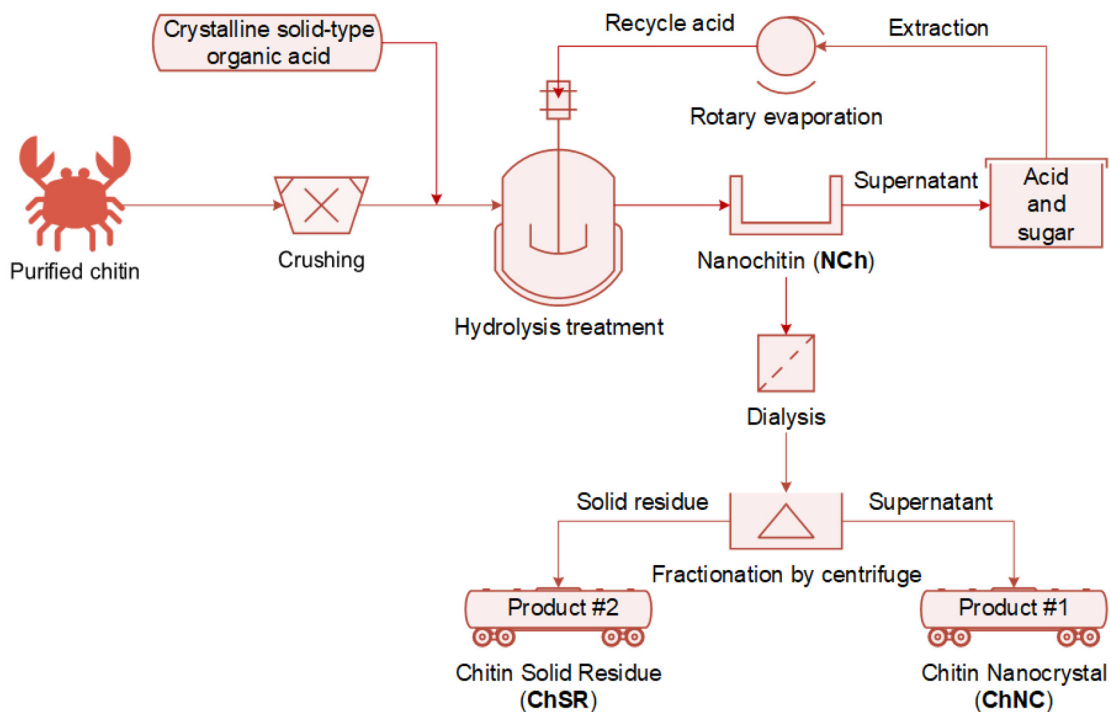 Crystalline solid-type
organic acid
Recycle acid
Extraction
Rotary evaporation
Purified chitin
Crushing
Hydrolysis treatment
Nanochitin (NCh)
Supernatant
Acid
and
sugar
Dialysis
Solid residue
Supernatant
Fractionation by centrifuge
Product #2
Product #1
Chitin Solid Residue
(ChSR)
Chitin Nanocrystal
(ChNC)